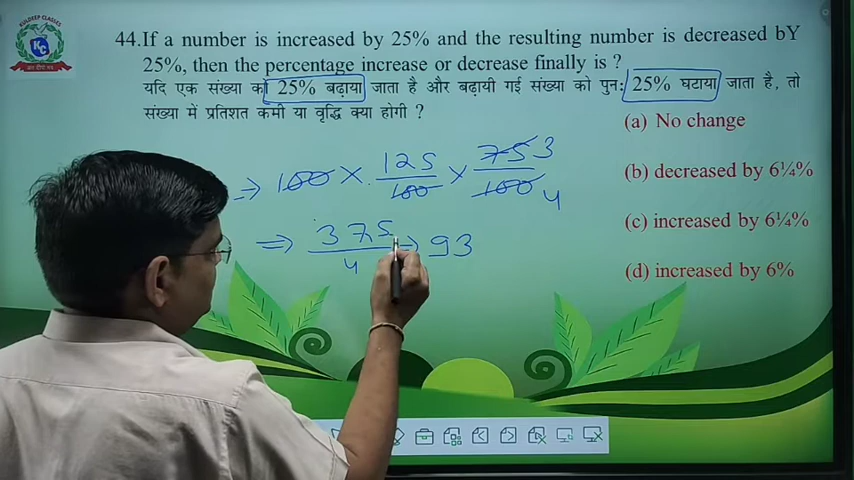 KULDEEP CLASSES
KC
44.If a number is increased by 25% and the resulting number is decreased bY
25%, then the percentage increase or decrease finally is ?
यदि एक संख्या को 25% बढ़ाया जाता है और बढ़ायी गई संख्या को पुन: 25% घटाया जाता है, तो
संख्या में प्रतिशत कमी या वृद्धि क्या होगी ?
(a) No change
(b) decreased by 6¼%
(c) increased by 6¼%
(d) increased by 6%
⇒ 100 × 125/100 × 75/100 3 4
⇒ 375/4 ⇒ 93